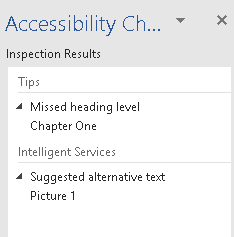 Accessibility Ch...
Inspection Results
Tips
Missed heading level
Chapter One
Intelligent Services
Suggested alternative text
Picture 1